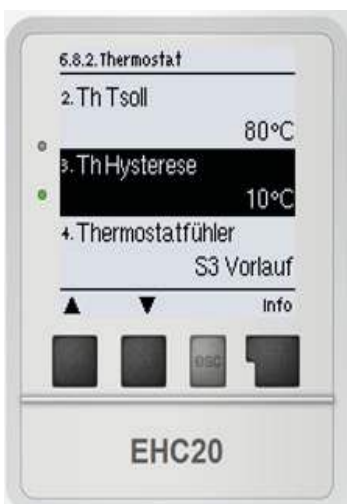 6.8.2.Thermostat
2. Th Tsoll
80°C
3. Th Hysterese
10°C
4. Thermostatfühler
S3 Vorlauf
▲ ▼ Info
esc
EHC20